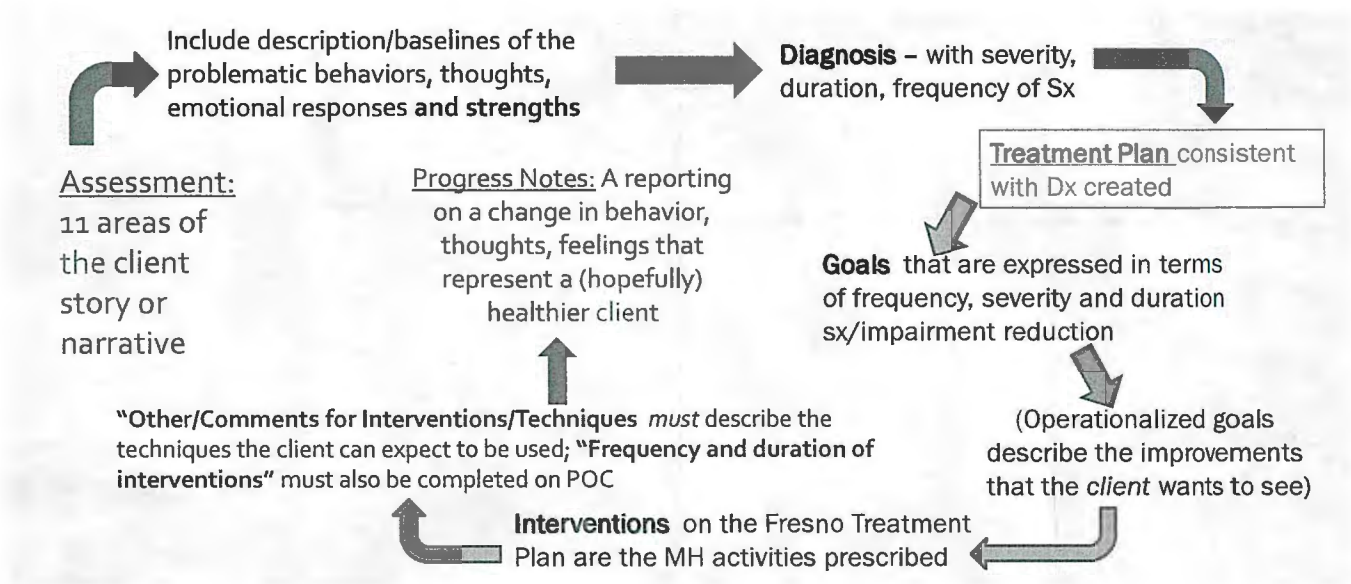 Assessment:
11 areas of
the client
story or
narrative
Include description/baselines of the
problematic behaviors, thoughts,
emotional responses and strengths
Diagnosis – with severity,
duration, frequency of Sx
Treatment Plan consistent
with Dx created
Goals that are expressed in terms
of frequency, severity and duration
sx/impairment reduction
(Operationalized goals
describe the improvements
that the client wants to see)
Interventions on the Fresno Treatment
Plan are the MH activities prescribed
"Other/Comments for Interventions/Techniques must describe the
techniques the client can expect to be used; "Frequency and duration of
interventions" must also be completed on POC
Progress Notes: A reporting
on a change in behavior,
thoughts, feelings that
represent a (hopefully)
healthier client